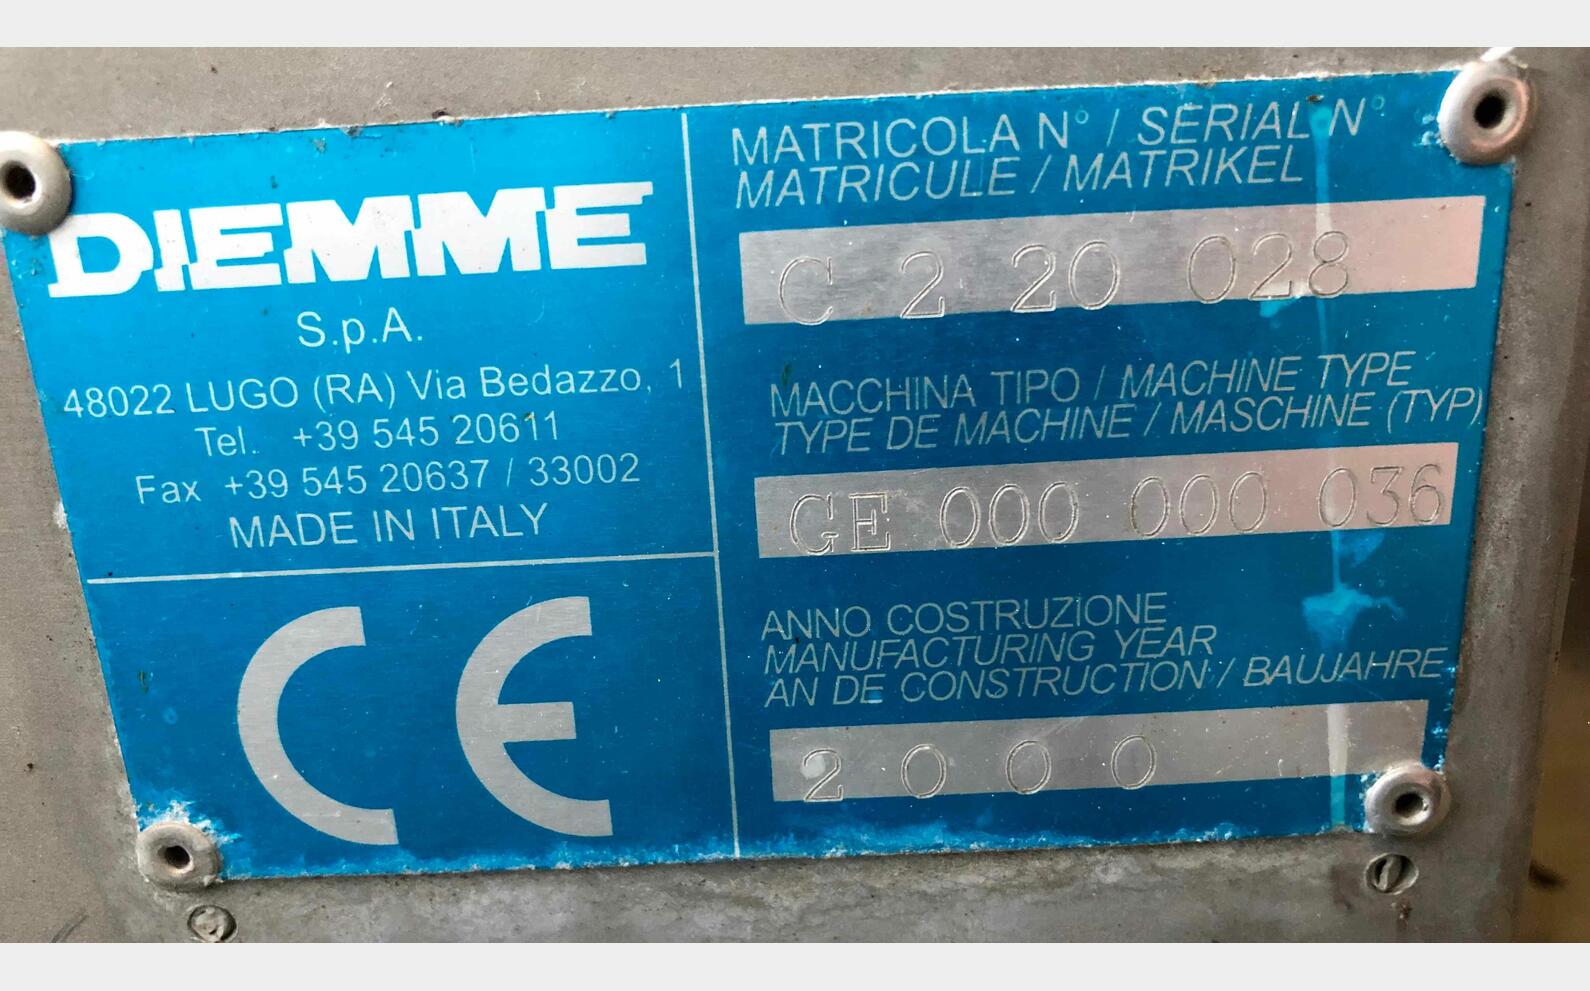 DIEMME
S.p.A.
48022 LUGO (RA) Via Bedazzo, 1
Tel. +39 545 20611
Fax +39 545 20637 / 33002
MADE IN ITALY
CE
MATRICOLA N° / SERIAL N°
MATRICULE / MATRIKEL
C 2 20 028
MACCHINA TIPO / MACHINE TYPE
TYPE DE MACHINE / MASCHINE (TYP)
GE 000 000 036
ANNO COSTRUZIONE
MANUFACTURING YEAR
AN DE CONSTRUCTION / BAUJAHRE
2000